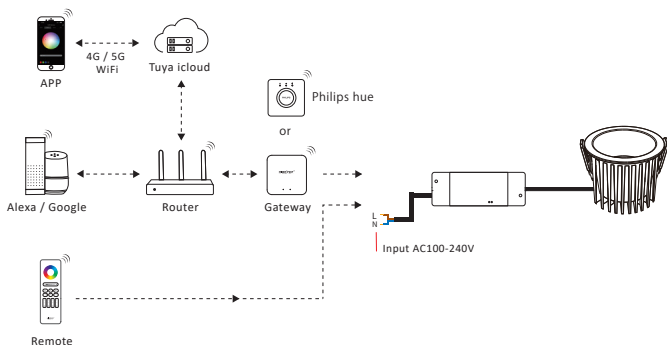 4G / 5G
WiFi
APP
Tuya icloud
Philips hue
or
Alexa / Google
Router
Gateway
L
N
Input AC100-240V
Remote